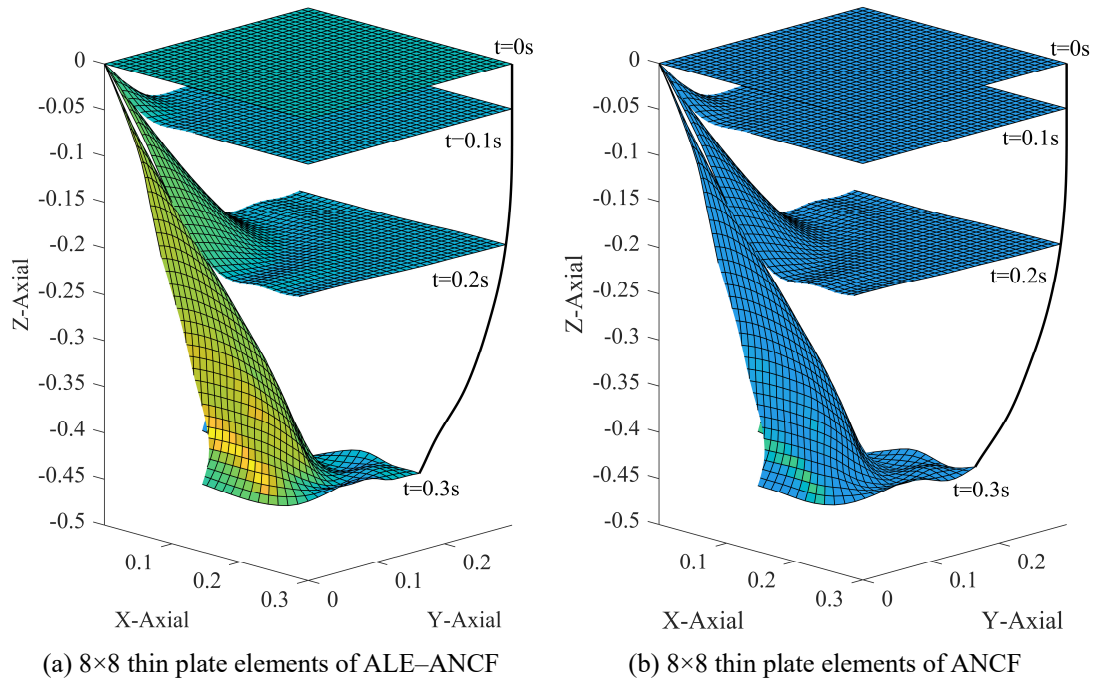 t=0s
0
-0.05
t=0.1s
-0.1
-0.15
-0.2
t=0.2s
-0.25
-0.3
-0.35
-0.4
-0.45
t=0.3s
-0.5
Z-Axial
0.1
0.2
0.3
X-Axial
0
0.1
0.2
Y-Axial
(a) 8×8 thin plate elements of ALE–ANCF
t=0s
0
-0.05
t=0.1s
-0.1
-0.15
-0.2
t=0.2s
-0.25
-0.3
-0.35
-0.4
-0.45
t=0.3s
-0.5
Z-Axial
0.1
0.2
0.3
X-Axial
0
0.1
0.2
Y-Axial
(b) 8×8 thin plate elements of ANCF